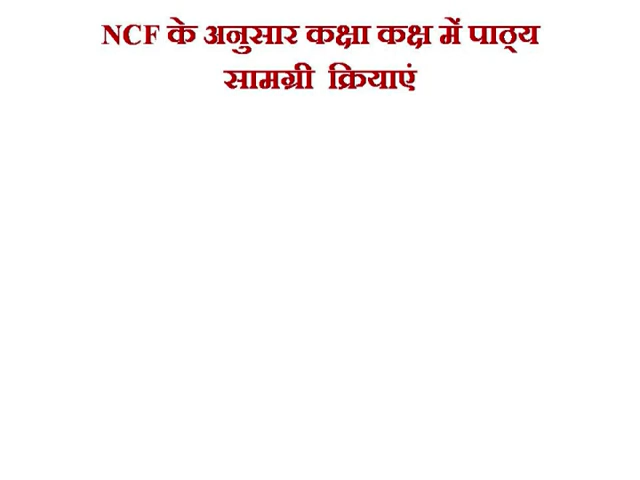 NCF के अनुसार कक्षा कक्ष में पाठ्य
सामग्री क्रियाएं